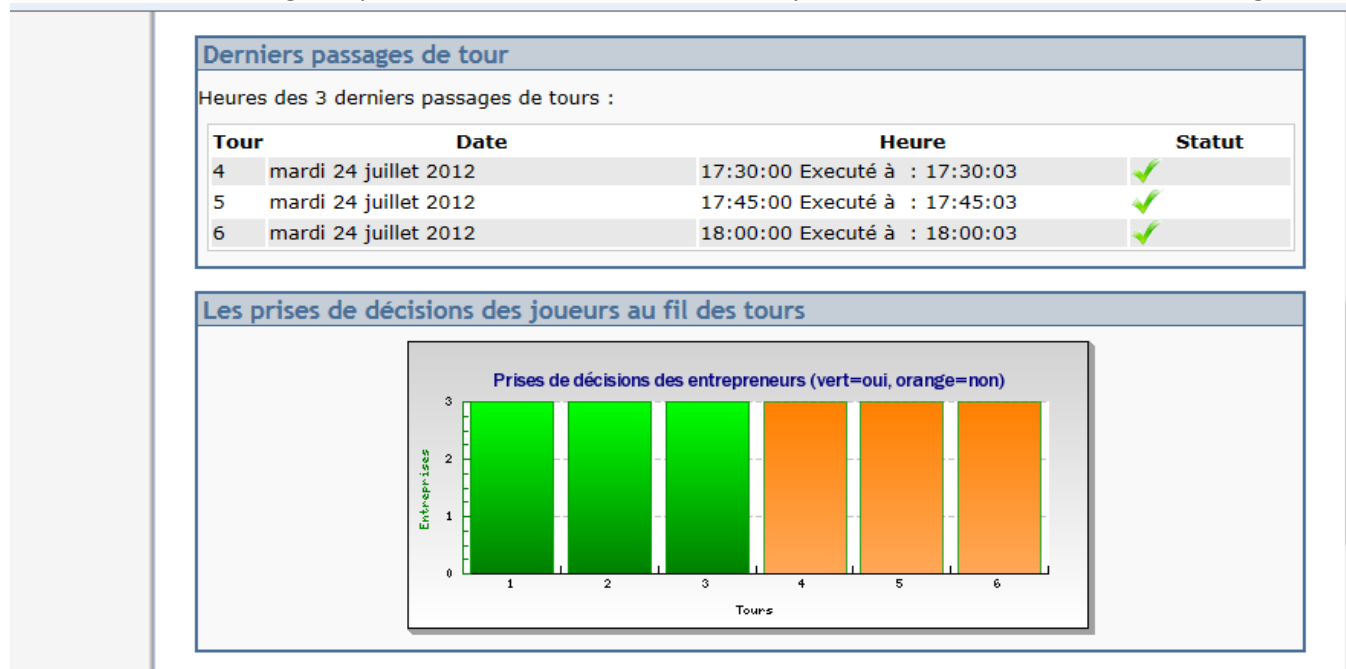 Derniers passages de tour
Heures des 3 derniers passages de tours :
Tour Date Heure Statut
4 mardi 24 juillet 2012 17:30:00 Executé à : 17:30:03
5 mardi 24 juillet 2012 17:45:00 Executé à : 17:45:03
6 mardi 24 juillet 2012 18:00:00 Executé à : 18:00:03
Les prises de décisions des joueurs au fil des tours
Prises de décisions des entrepreneurs (vert=oui, orange=non)
3
2
1
0
Entreprises
1 2 3 4 5 6
Tours